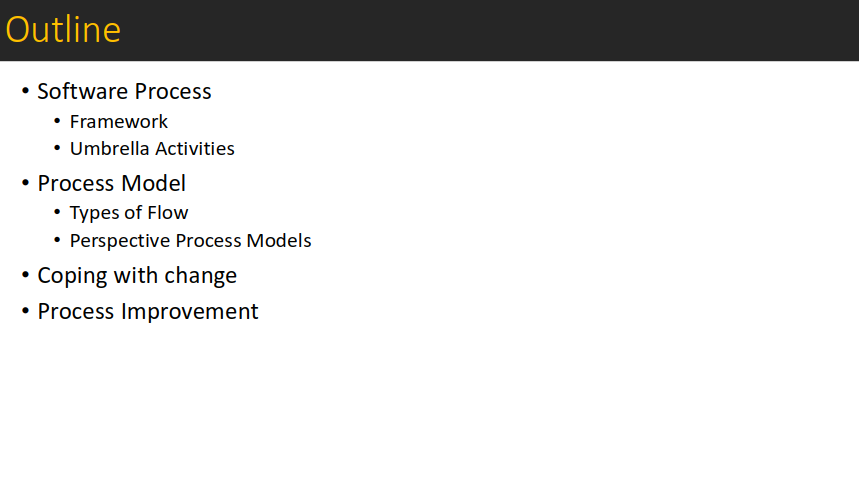 Outline
• Software Process
• Framework
• Umbrella Activities
• Process Model
• Types of Flow
• Perspective Process Models
• Coping with change
• Process Improvement